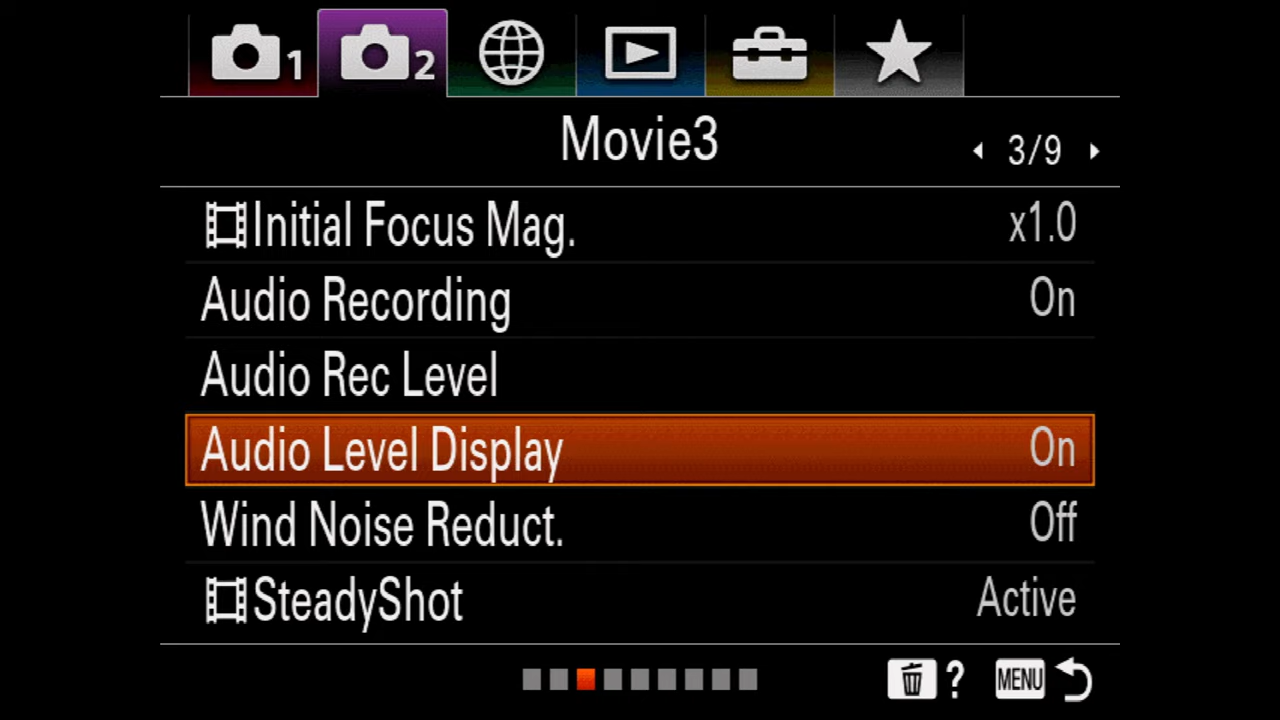 1 2
Movie3 3/9
Initial Focus Mag. x1.0
Audio Recording On
Audio Rec Level
Audio Level Display On
Wind Noise Reduct. Off
SteadyShot Active
? MENU